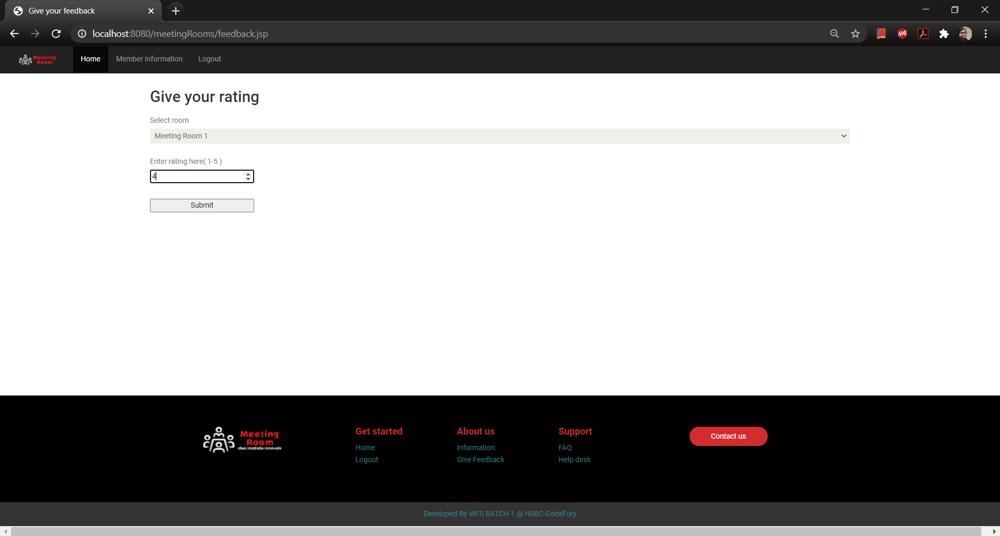 Give your feedback
localhost:8080/meetingRooms/feedback.jsp
Meeting
Room
Home
Member Information
Logout
Give your rating
Select room
Meeting Room 1
Enter rating here( 1-5 )
4
Submit
Meeting
Room
idea.iniatiate.innovate
Get started
Home
Logout
About us
Information
Give Feedback
Support
FAQ
Help desk
Contact us
Developed By WFS BATCH-1 @ HSBC-CodeFury